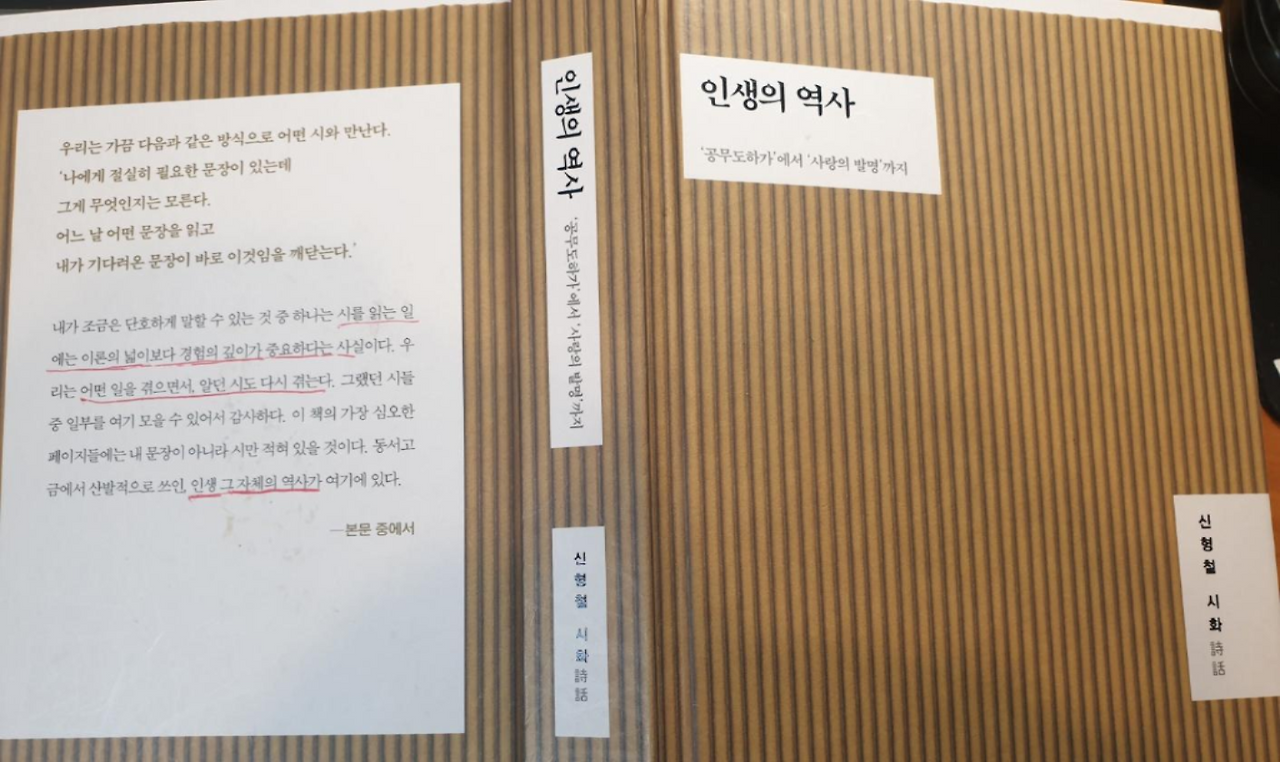 우리는 가끔 다음과 같은 방식으로 어떤 시와 만난다.
'나에게 절실히 필요한 문장이 있는데
그게 무엇인지는 모른다.
어느 날 어떤 문장을 읽고
내가 기다려온 문장이 바로 이것임을 깨닫는다.'
내가 조금은 단호하게 말할 수 있는 것 중 하나는 시를 읽는 일
에는 이론의 넓이보다 경험의 깊이가 중요하다는 사실이다. 우
리는 어떤 일을 겪으면서, 알던 시도 다시 겪는다. 그랬던 시들
중 일부를 여기 모을 수 있어서 감사하다. 이 책의 가장 심오한
페이지들에는 내 문장이 아니라 시만 적혀 있을 것이다. 동서고
금에서 산발적으로 쓰인, 인생 그 자체의 역사가 여기에 있다.
—본문 중에서
인생의 역사
'공무도하가'에서 '사랑의 발명'까지
신형철 시화詩話
인생의 역사
'공무도하가'에서 '사랑의 발명'까지
신형철 시화詩話